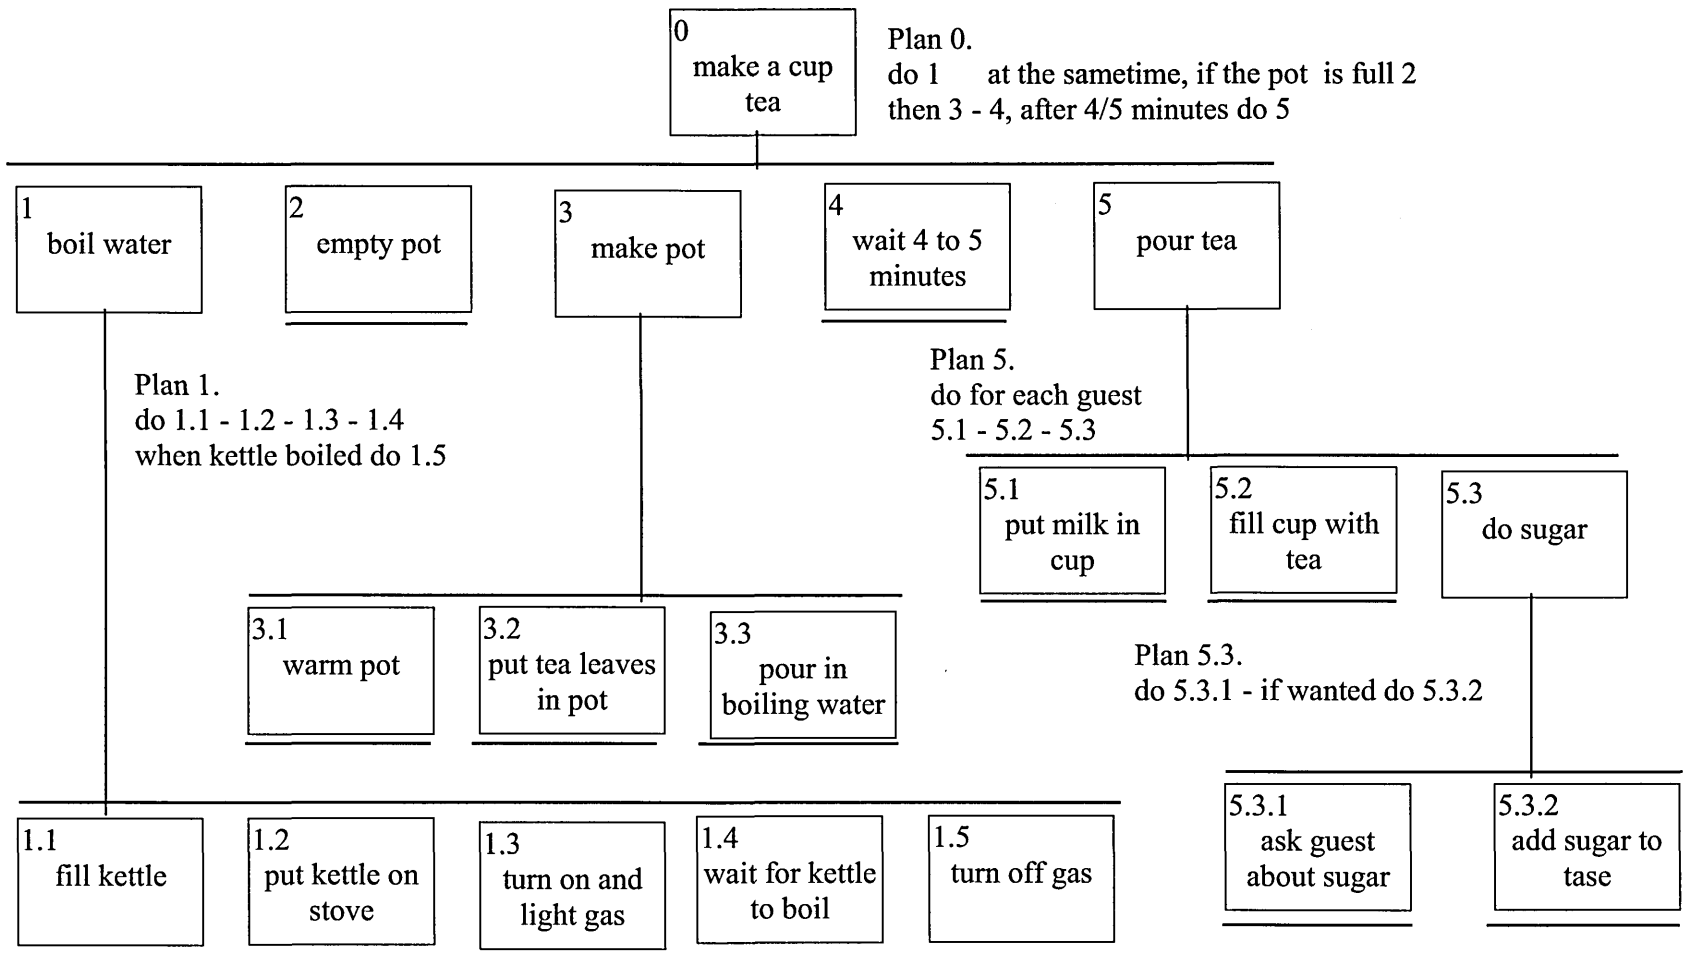 0
make a cup
tea
Plan 0.
do 1 at the sametime, if the pot is full 2
then 3 - 4, after 4/5 minutes do 5
1
boil water
2
empty pot
3
make pot
4
wait 4 to 5
minutes
5
pour tea
Plan 1.
do 1.1 - 1.2 - 1.3 - 1.4
when kettle boiled do 1.5
Plan 5.
do for each guest
5.1 - 5.2 - 5.3
5.1
put milk in
cup
5.2
fill cup with
tea
5.3
do sugar
3.1
warm pot
3.2
put tea leaves
in pot
3.3
pour in
boiling water
Plan 5.3.
do 5.3.1 - if wanted do 5.3.2
1.1
fill kettle
1.2
put kettle on
stove
1.3
turn on and
light gas
1.4
wait for kettle
to boil
1.5
turn off gas
5.3.1
ask guest
about sugar
5.3.2
add sugar to
tase